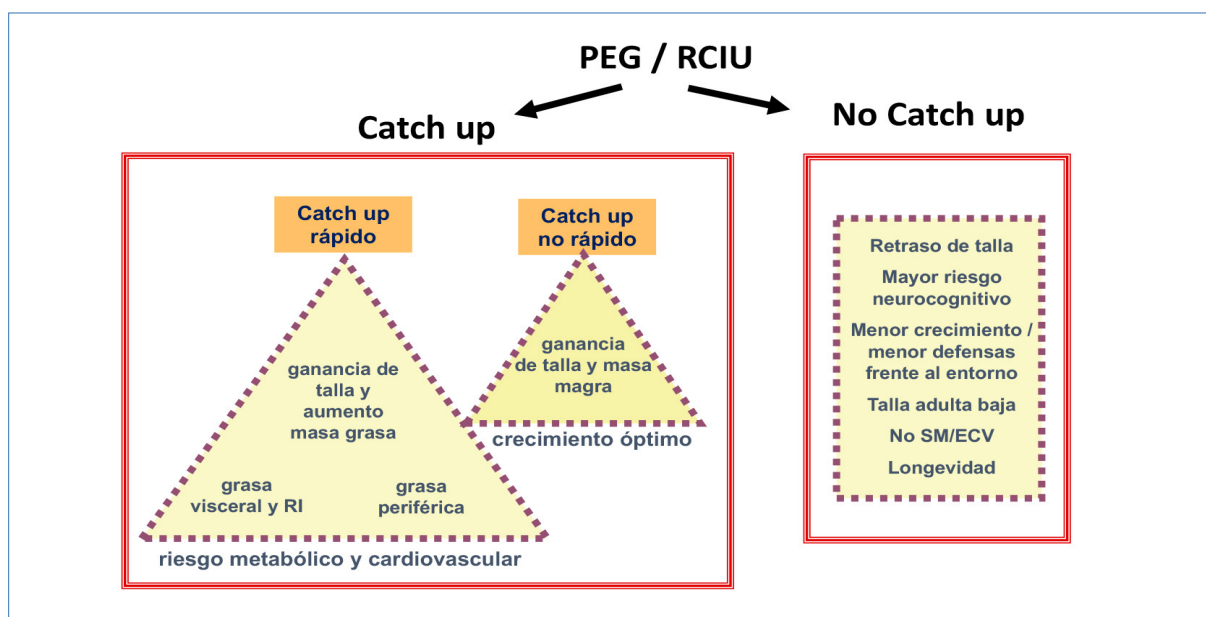 PEG / RCIU
Catch up
No Catch up
Catch up
rápido
Catch up
no rápido
ganancia de
talla y
aumento
masa grasa
grasa
visceral y RI
grasa
periférica
riesgo metabólico y cardiovascular
ganancia
de talla y masa
magra
crecimiento óptimo
Retraso de talla
Mayor riesgo
neurocognitivo
Menor crecimiento /
menor defensas
frente al entorno
Talla adulta baja
No SM/ECV
Longevidad